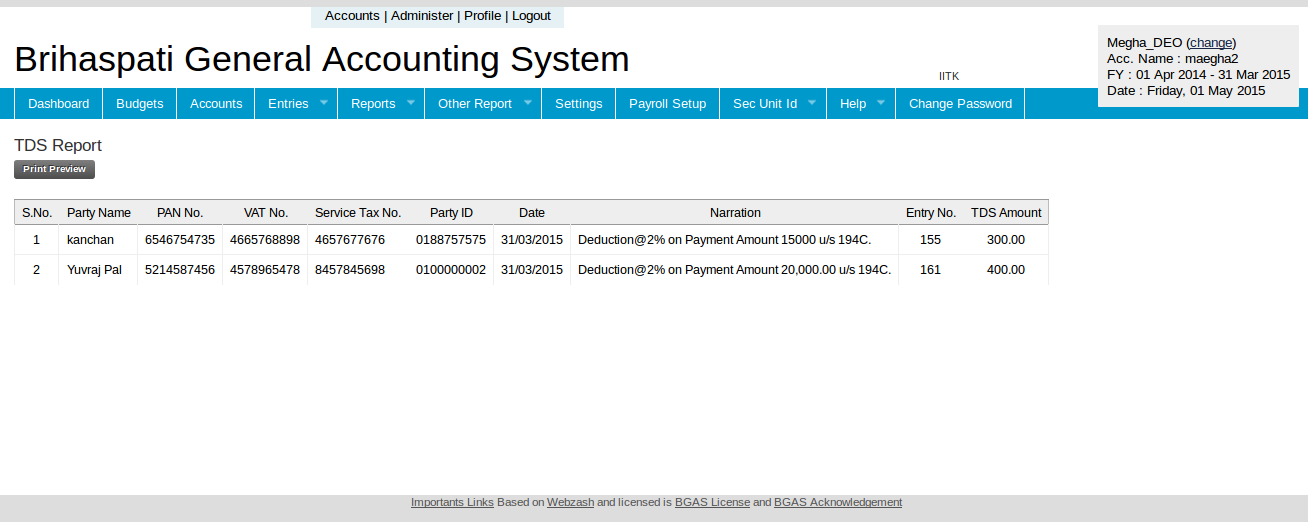 Accounts | Administer | Profile | Logout
Brihaspati General Accounting System
IITK
Megha_DEO (change)
Acc. Name : maegha2
FY : 01 Apr 2014 - 31 Mar 2015
Date : Friday, 01 May 2015
Dashboard Budgets Accounts Entries Reports Other Report Settings Payroll Setup Sec Unit Id Help Change Password
TDS Report
Print Preview
S.No. Party Name PAN No. VAT No. Service Tax No. Party ID Date Narration Entry No. TDS Amount
1 kanchan 6546754735 4665768898 4657677676 0188757575 31/03/2015 Deduction@2% on Payment Amount 15000 u/s 194C. 155 300.00
2 Yuvraj Pal 5214587456 4578965478 8457845698 0100000002 31/03/2015 Deduction@2% on Payment Amount 20,000.00 u/s 194C. 161 400.00
Importants Links Based on Webzash and licensed is BGAS License and BGAS Acknowledgement